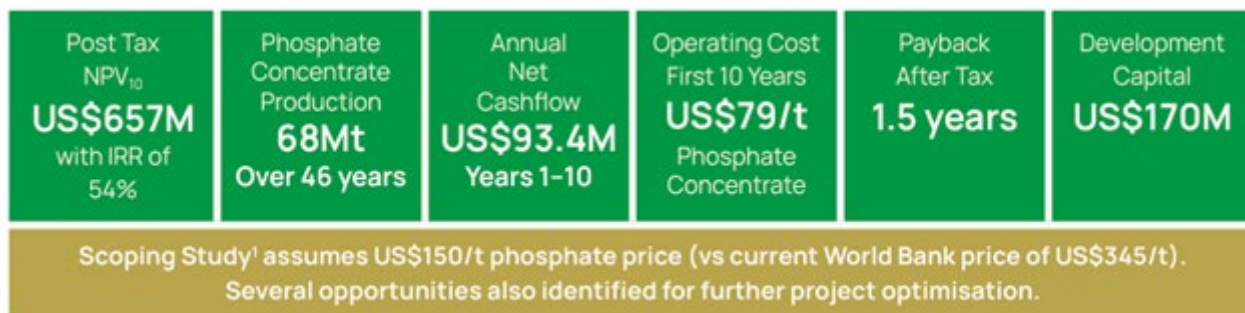 Post Tax
NPV₁₀
US$657M
with IRR of
54%
Phosphate
Concentrate
Production
68Mt
Over 46 years
Annual
Net
Cashflow
US$93.4M
Years 1–10
Operating Cost
First 10 Years
US$79/t
Phosphate
Concentrate
Payback
After Tax
1.5 years
Development
Capital
US$170M
Scoping Study¹ assumes US$150/t phosphate price (vs current World Bank price of US$345/t).
Several opportunities also identified for further project optimisation.